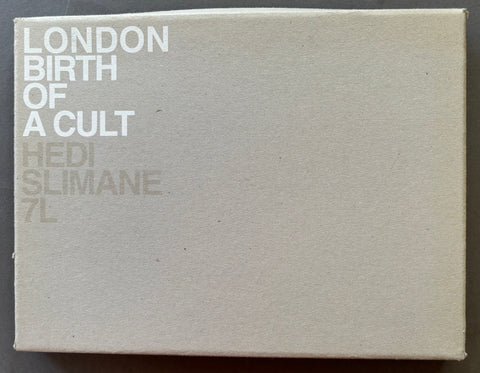 LONDON
BIRTH
OF
A CULT
HEDI
SLIMANE
7L